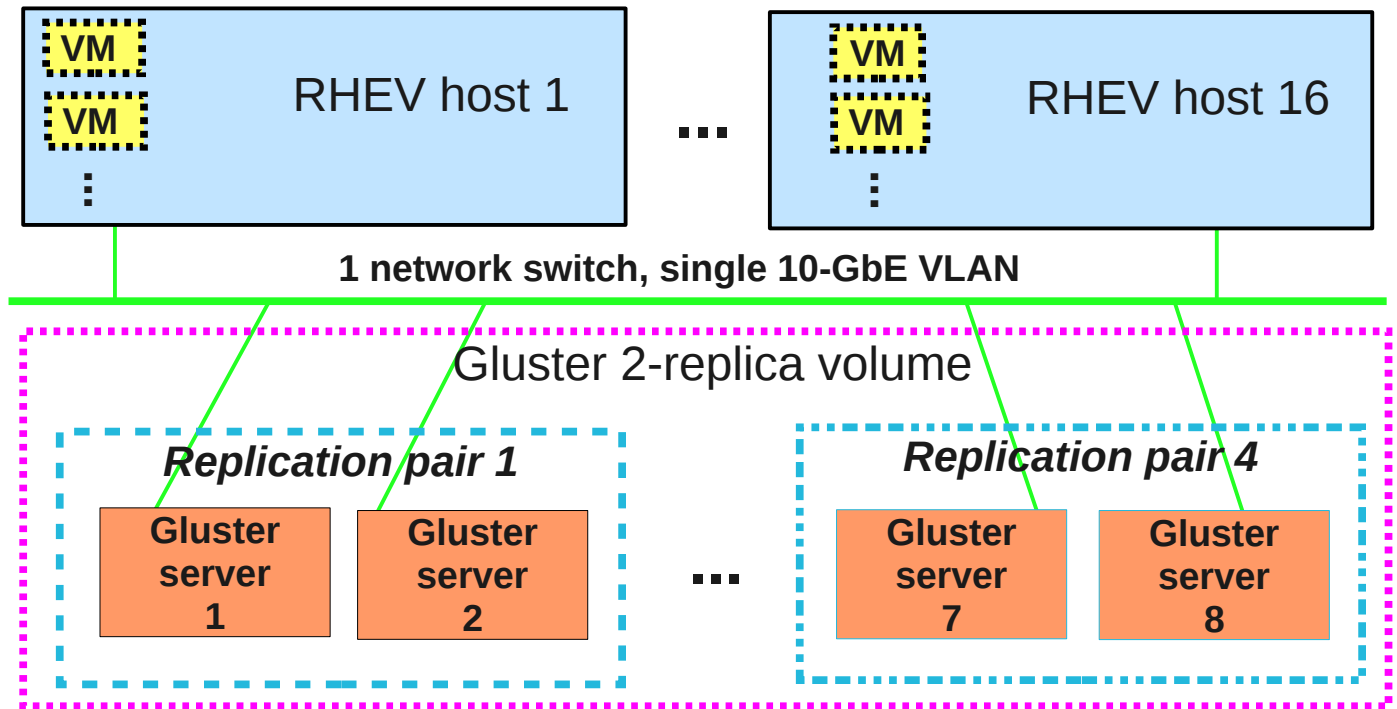 VM
VM
⋮
RHEV host 1
...
VM
VM
⋮
RHEV host 16
1 network switch, single 10-GbE VLAN
Gluster 2-replica volume
Replication pair 1
Gluster
server
1
Gluster
server
2
...
Replication pair 4
Gluster
server
7
Gluster
server
8